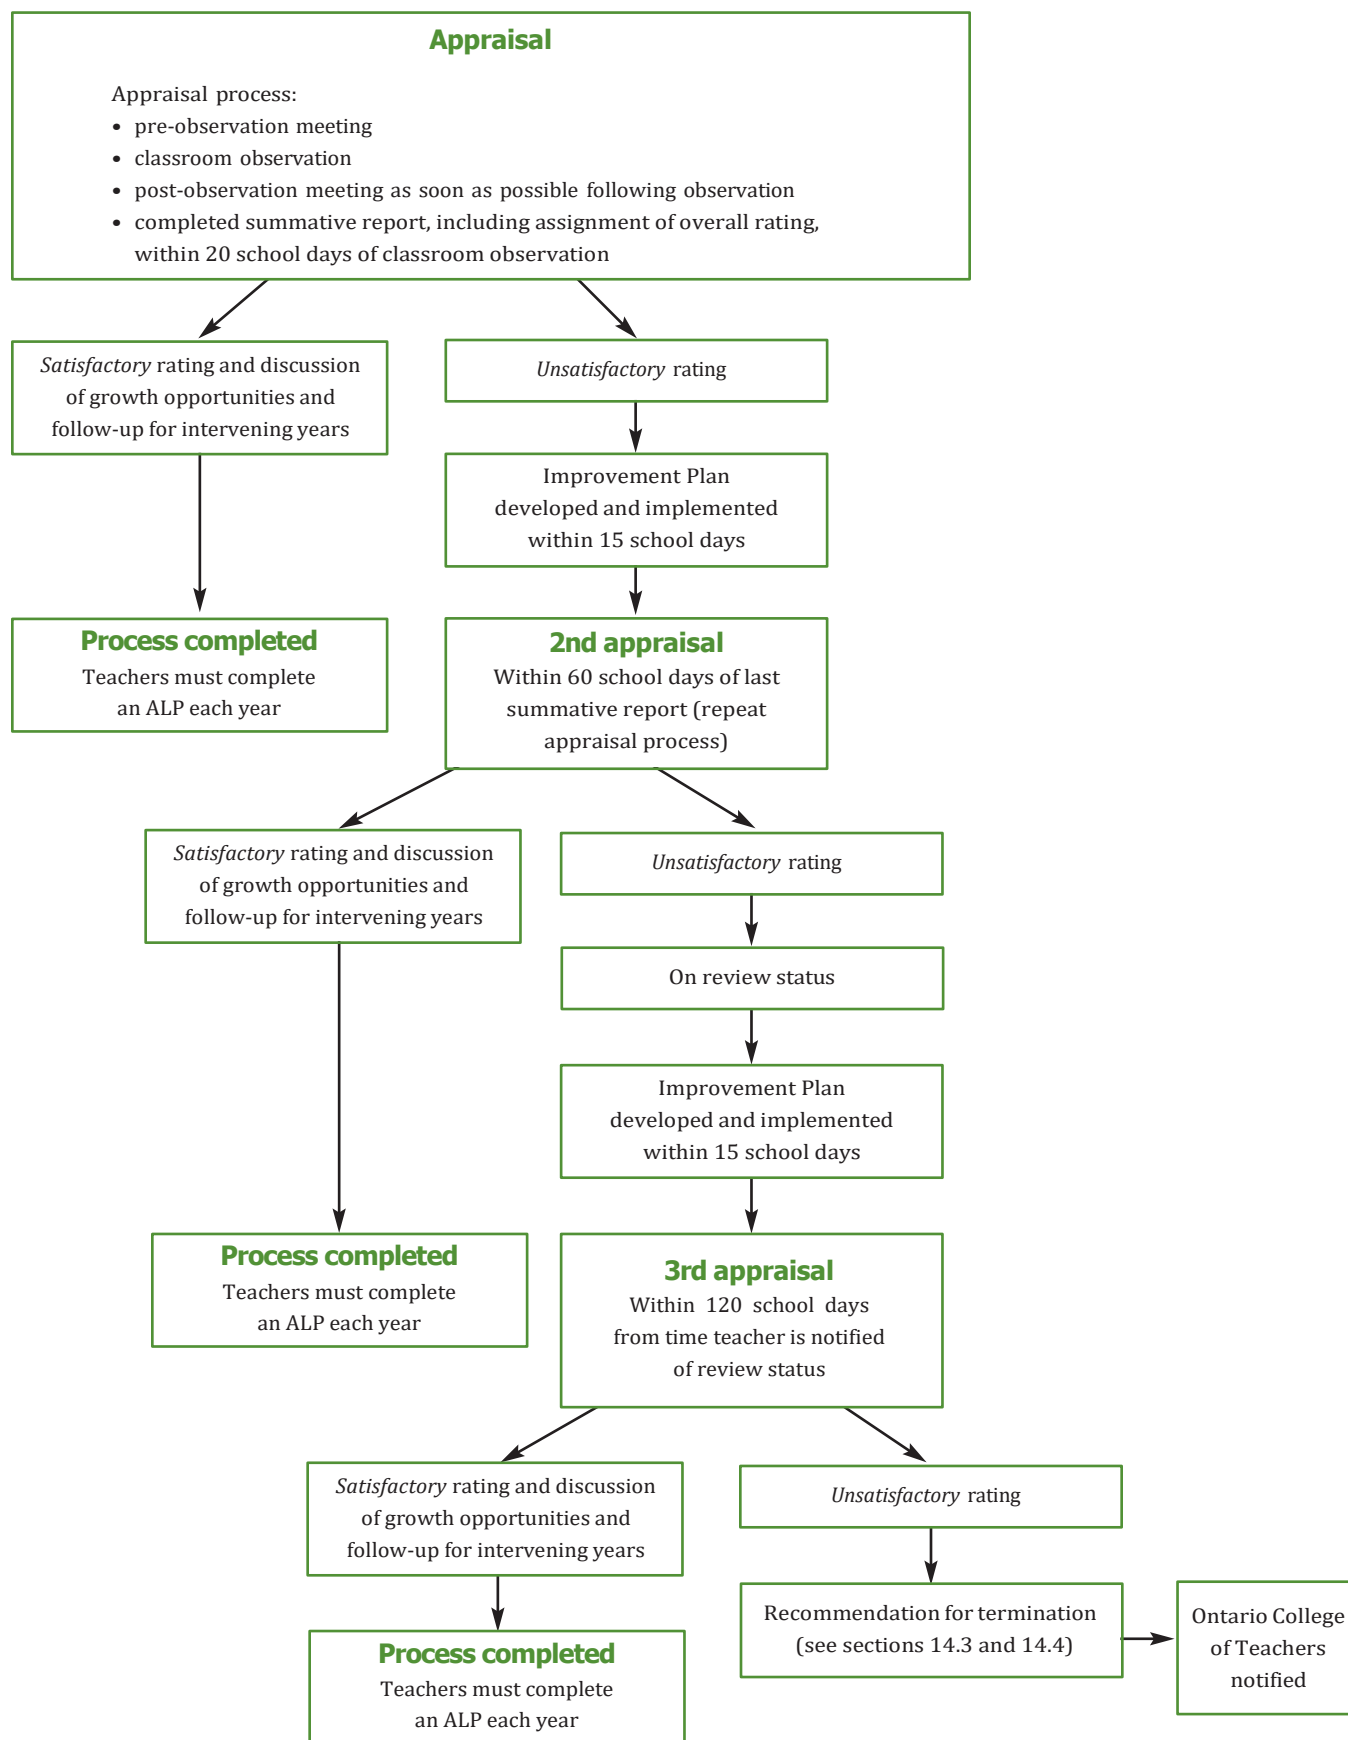 Appraisal
Appraisal process:
• pre-observation meeting
• classroom observation
• post-observation meeting as soon as possible following observation
• completed summative report, including assignment of overall rating,
within 20 school days of classroom observation
Satisfactory rating and discussion
of growth opportunities and
follow-up for intervening years
Unsatisfactory rating
Improvement Plan
developed and implemented
within 15 school days
Process completed
Teachers must complete
an ALP each year
2nd appraisal
Within 60 school days of last
summative report (repeat
appraisal process)
Satisfactory rating and discussion
of growth opportunities and
follow-up for intervening years
Unsatisfactory rating
On review status
Improvement Plan
developed and implemented
within 15 school days
Process completed
Teachers must complete
an ALP each year
3rd appraisal
Within 120 school days
from time teacher is notified
of review status
Satisfactory rating and discussion
of growth opportunities and
follow-up for intervening years
Unsatisfactory rating
Recommendation for termination
(see sections 14.3 and 14.4)
Ontario College
of Teachers
notified
Process completed
Teachers must complete
an ALP each year